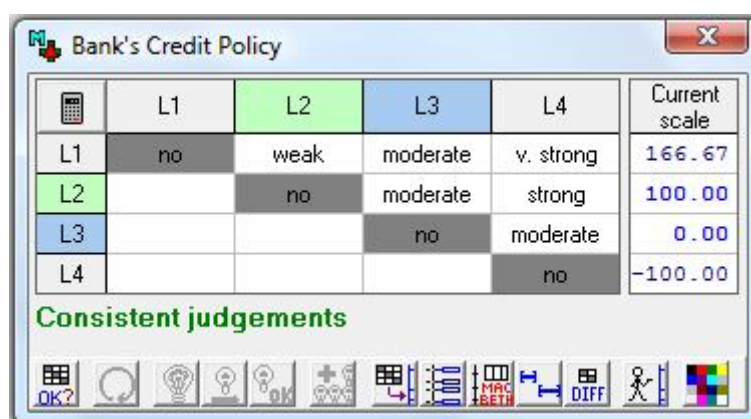 Bank's Credit Policy
L1 L2 L3 L4 Current scale
L1 no weak moderate v. strong 166.67
L2 no moderate strong 100.00
L3 no moderate 0.00
L4 no -100.00
Consistent judgements
OK? OK MAC BETH DIFF